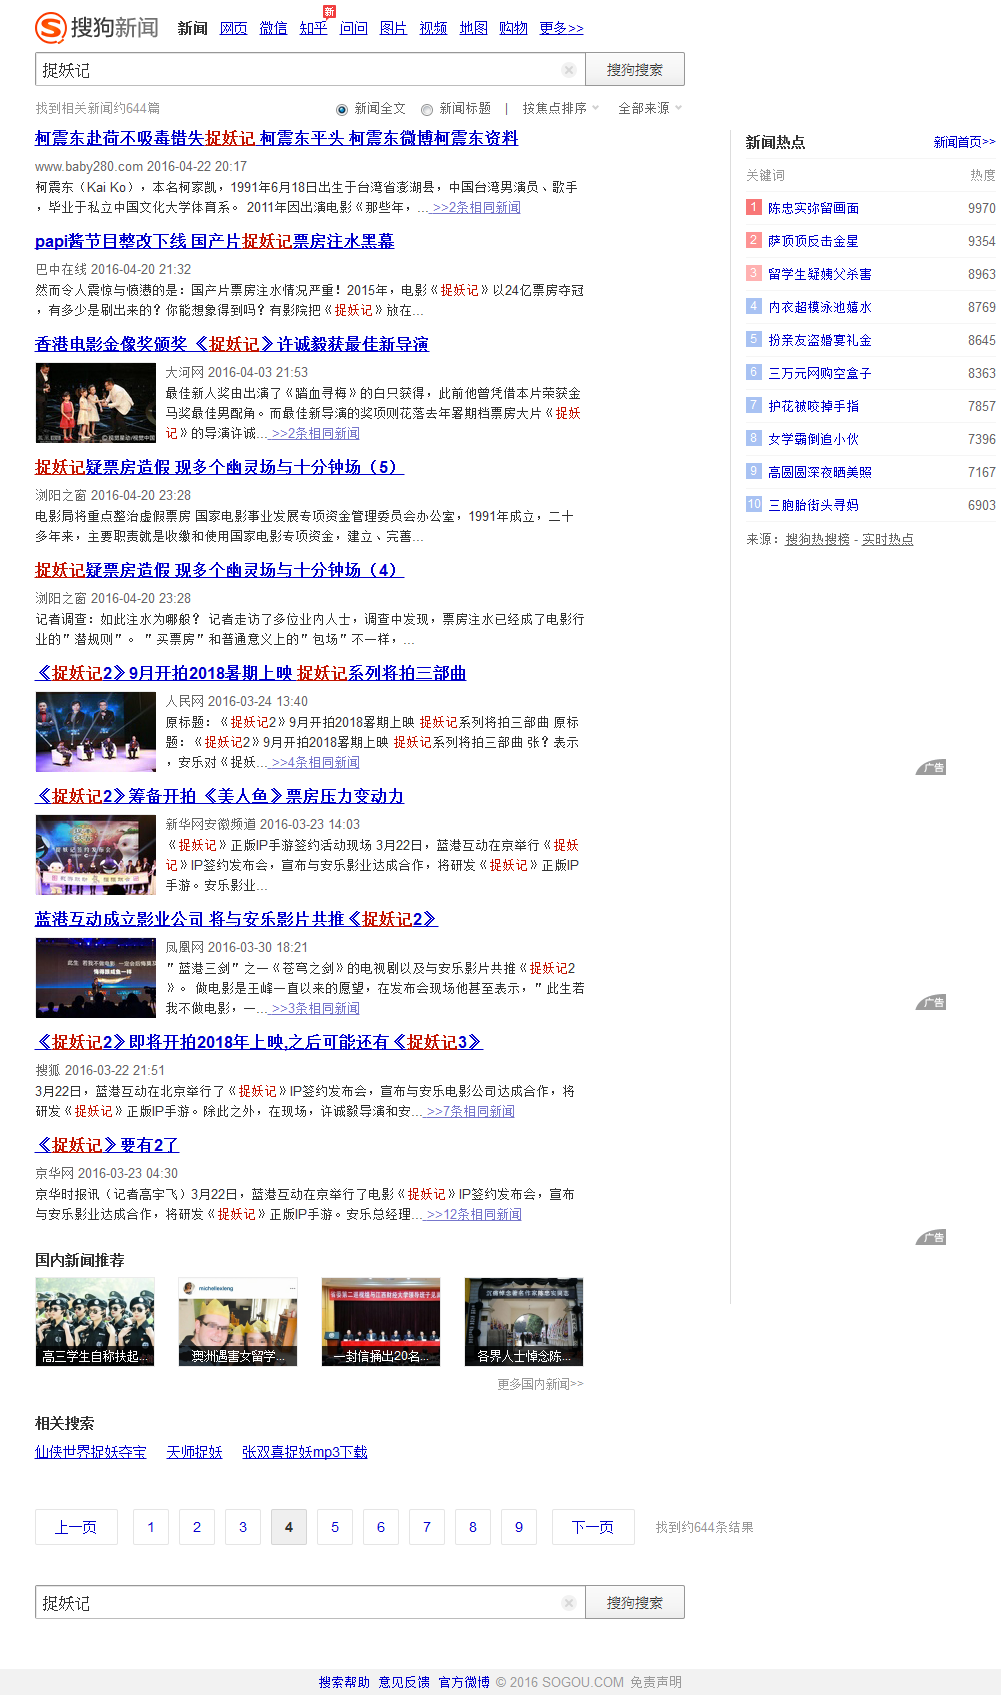 搜狗新闻 新闻 网页 微信 知乎 新 问问 图片 视频 地图 购物 更多>>
捉妖记 搜狗搜索
找到相关新闻约644篇 新闻全文 新闻标题 | 按焦点排序 全部来源
柯震东赴荷不吸毒错失捉妖记 柯震东平头 柯震东微博柯震东资料
www.baby280.com 2016-04-22 20:17
柯震东（Kai Ko），本名柯家凯，1991年6月18日出生于台湾省澎湖县，中国台湾男演员、歌手
，毕业于私立中国文化大学体育系。 2011年因出演电影《那些年，... >>2条相同新闻
papi酱节目整改下线 国产片捉妖记票房注水黑幕
巴中在线 2016-04-20 21:32
然而令人震惊与愤懑的是：国产片票房注水情况严重！2015年，电影《捉妖记》以24亿票房夺冠
，有多少是刷出来的？你能想象得到吗？有影院把《捉妖记》放在...
香港电影金像奖颁奖 《捉妖记》许诚毅获最佳新导演
大河网 2016-04-03 21:53
最佳新人奖由出演了《踏血寻梅》的白只获得，此前他曾凭借本片荣获金
马奖最佳男配角。而最佳新导演的奖项则花落去年暑期档票房大片《捉妖
记》的导演许诚... >>2条相同新闻
捉妖记疑票房造假 现多个幽灵场与十分钟场（5）
浏阳之窗 2016-04-20 23:28
电影局将重点整治虚假票房 国家电影事业发展专项资金管理委员会办公室，1991年成立，二十
多年来，主要职责就是收缴和使用国家电影专项资金，建立、完善...
捉妖记疑票房造假 现多个幽灵场与十分钟场（4）
浏阳之窗 2016-04-20 23:28
记者调查：如此注水为哪般？ 记者走访了多位业内人士，调查中发现，票房注水已经成了电影行
业的”潜规则”。 ”买票房”和普通意义上的”包场”不一样，...
《捉妖记2》9月开拍2018暑期上映 捉妖记系列将拍三部曲
人民网 2016-03-24 13:40
原标题：《捉妖记2》9月开拍2018署期上映 捉妖记系列将拍三部曲 原标
题：《捉妖记2》9月开拍2018署期上映 捉妖记系列将拍三部曲 张？表示
，安乐对《捉妖... >>4条相同新闻
《捉妖记2》筹备开拍 《美人鱼》票房压力变动力
新华网安徽频道 2016-03-23 14:03
《捉妖记》正版IP手游签约活动现场 3月22日，蓝港互动在京举行《捉妖
记》IP签约发布会，宣布与安乐影业达成合作，将研发《捉妖记》正版IP
手游。安乐影业...
蓝港互动成立影业公司 将与安乐影片共推《捉妖记2》
凤凰网 2016-03-30 18:21
”蓝港三剑”之一《苍穹之剑》的电视剧以及与安乐影片共推《捉妖记2
》。 做电影是王峰一直以来的愿望，在发布会现场他甚至表示，”此生若
我不做电影，一... >>3条相同新闻
《捉妖记2》即将开拍2018年上映,之后可能还有《捉妖记3》
搜狐 2016-03-22 21:51
3月22日，蓝港互动在北京举行了《捉妖记》IP签约发布会，宣布与安乐电影公司达成合作，将
研发《捉妖记》正版IP手游。除此之外，在现场，许诚毅导演和安... >>7条相同新闻
《捉妖记》要有2了
京华网 2016-03-23 04:30
京华时报讯（记者高宇飞）3月22日，蓝港互动在京举行了电影《捉妖记》IP签约发布会，宣布
与安乐影业达成合作，将研发《捉妖记》正版IP手游。安乐总经理... >>12条相同新闻
国内新闻推荐
高三学生自称扶起... 澳洲遇害女留学... 一封信捅出20名... 各界人士悼念陈...
更多国内新闻>>
相关搜索
仙侠世界捉妖夺宝 天师捉妖 张双喜捉妖mp3下载
上一页 1 2 3 4 5 6 7 8 9 下一页 找到约644条结果
捉妖记 搜狗搜索
新闻热点 新闻首页>>
关键词 热度
1 陈忠实弥留画面 9970
2 萨顶顶反击金星 9354
3 留学生疑姨父杀害 8963
4 内衣超模泳池嬉水 8769
5 扮亲友盗婚宴礼金 8645
6 三万元网购空盒子 8363
7 护花被咬掉手指 7857
8 女学霸倒追小伙 7396
9 高圆圆深夜晒美照 7167
10 三胞胎街头寻妈 6903
来源：搜狗热搜榜 - 实时热点
广告
广告
广告
搜索帮助 意见反馈 官方微博 © 2016 SOGOU.COM 免责声明